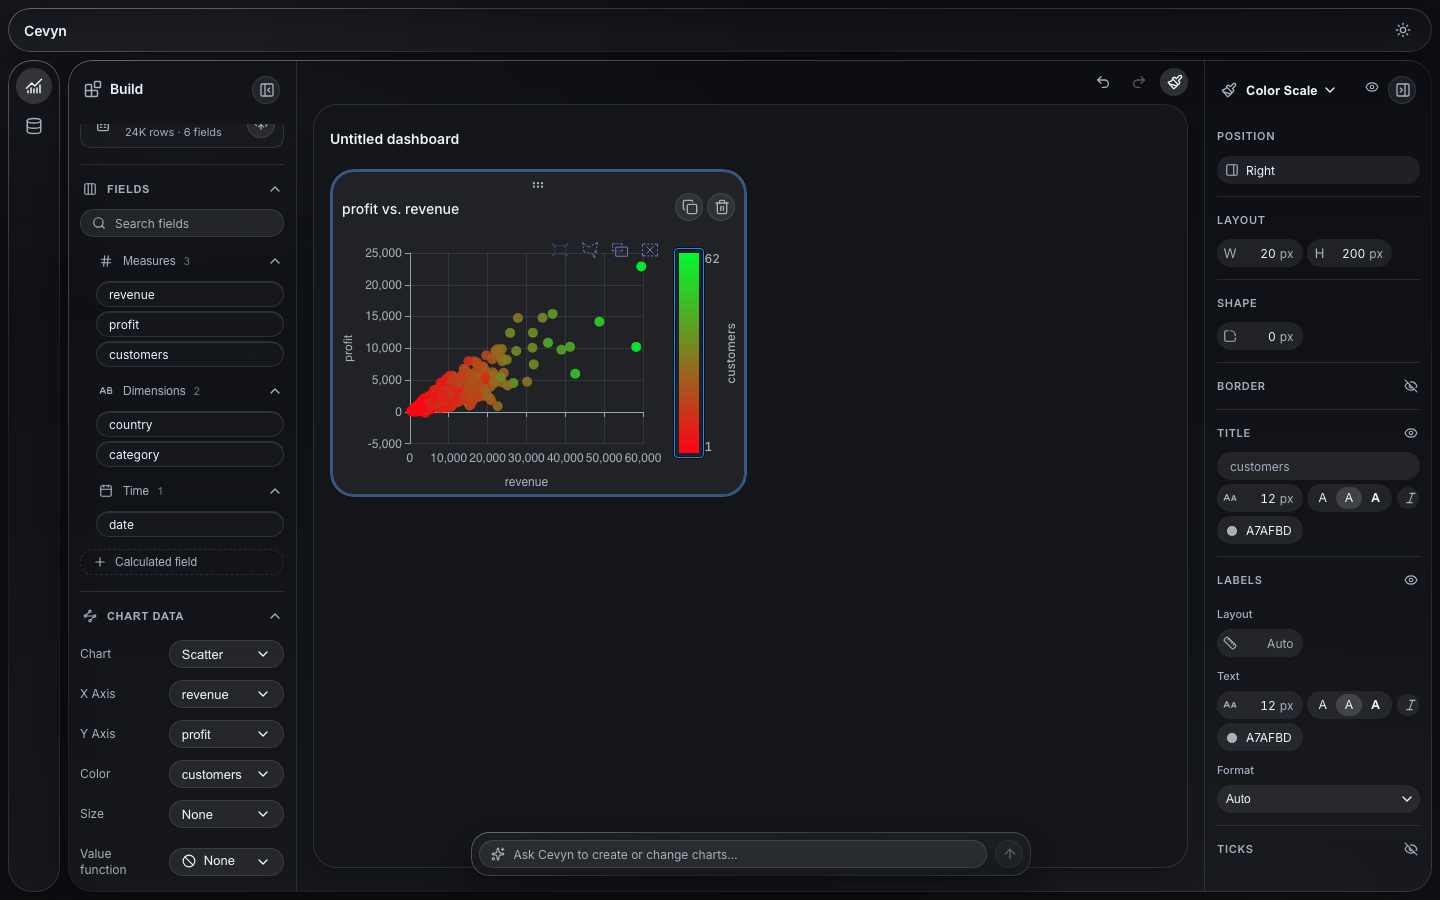 Cevyn
Build
24K rows · 6 fields
FIELDS
Search fields
Measures 3
revenue
profit
customers
AB Dimensions 2
country
category
Time 1
date
Calculated field
CHART DATA
Chart Scatter
X Axis revenue
Y Axis profit
Color customers
Size None
Value function None
Untitled dashboard
profit vs. revenue
25,000
20,000
15,000
10,000
5,000
0
-5,000
profit
0 10,000 20,000 30,000 40,000 50,000 60,000
revenue
62
1
customers
Ask Cevyn to create or change charts...
Color Scale
POSITION
Right
LAYOUT
W 20 px H 200 px
SHAPE
0 px
BORDER
TITLE
customers
AA 12 px A A A I
A7AFBD
LABELS
Layout
Auto
Text
AA 12 px A A A I
A7AFBD
Format
Auto
TICKS